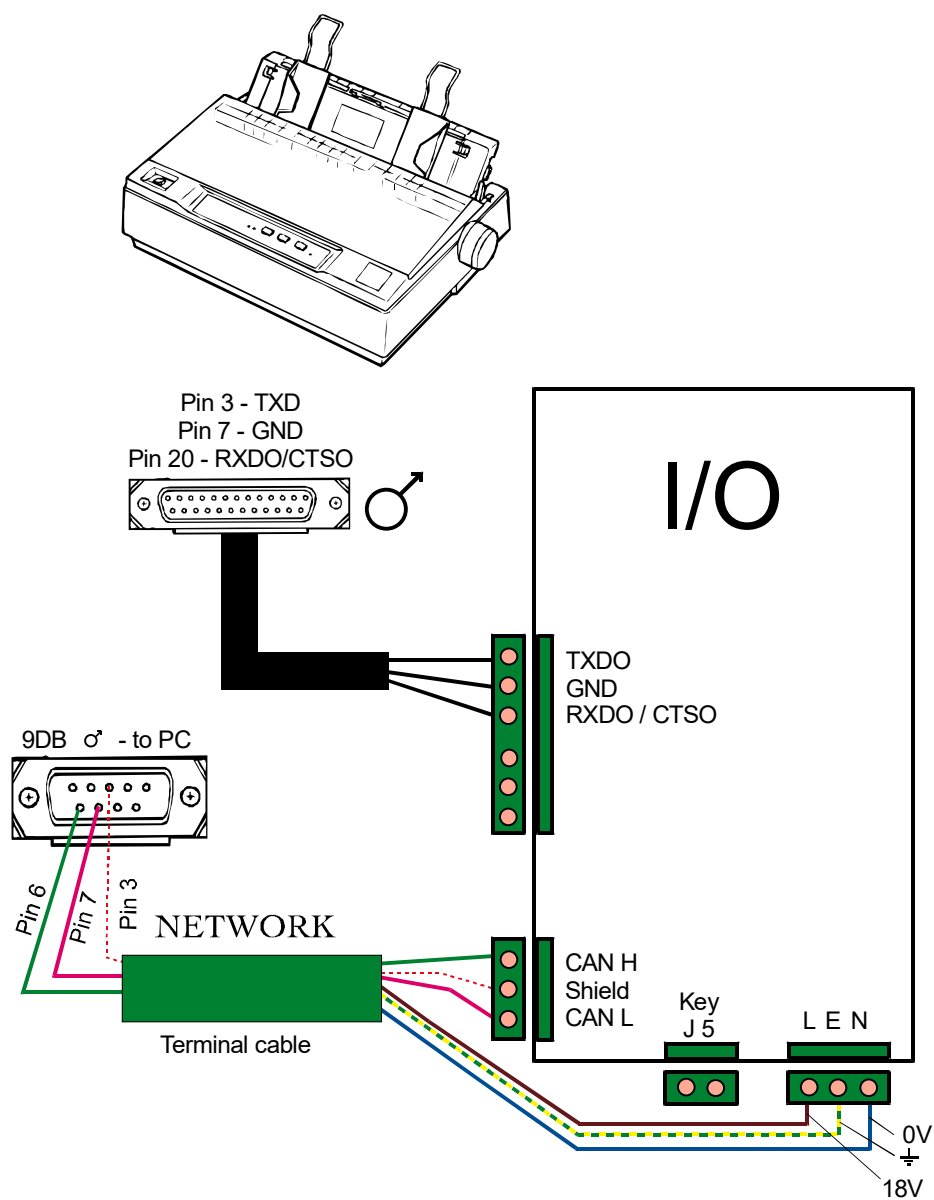 Pin 3 - TXD
Pin 7 - GND
Pin 20 - RXDO/CTSO
I/O
TXDO
GND
RXDO / CTSO
9DB ♂ - to PC
Pin 6
Pin 7
Pin 3
NETWORK
Terminal cable
CAN H
Shield
CAN L
Key
J 5
L E N
0V
18V